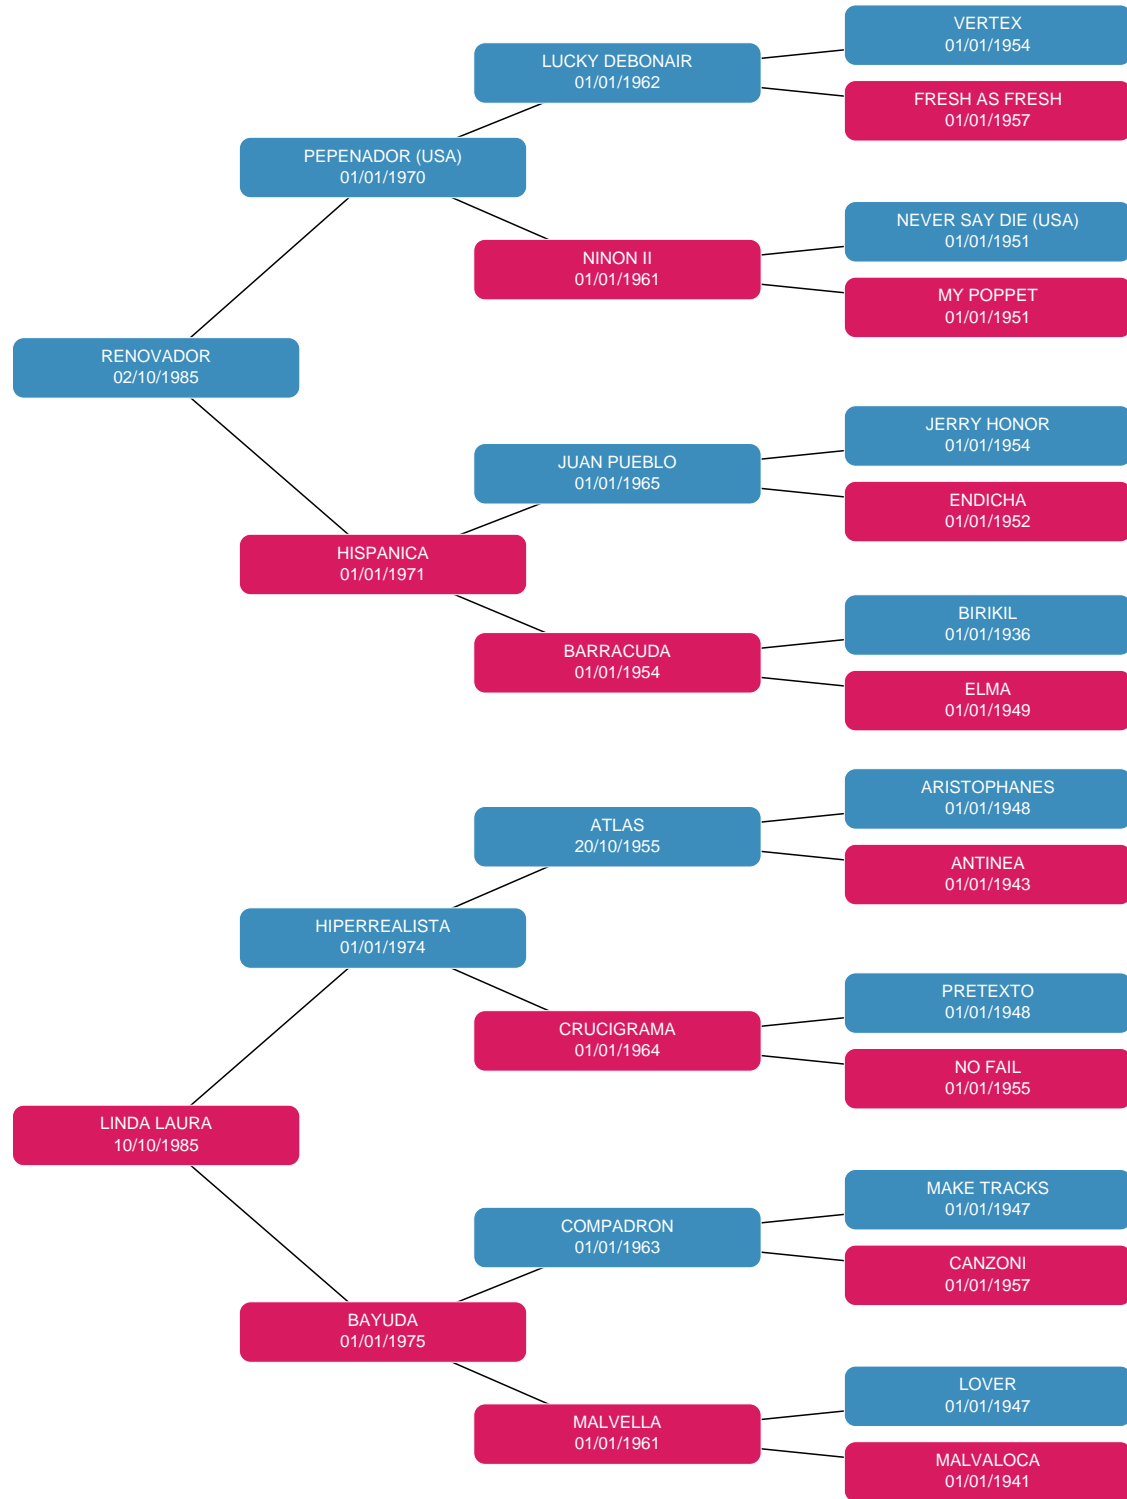 VERTEX
01/01/1954
LUCKY DEBONAIR
01/01/1962
FRESH AS FRESH
01/01/1957
PEPENADOR (USA)
01/01/1970
NEVER SAY DIE (USA)
01/01/1951
NINON II
01/01/1961
MY POPPET
01/01/1951
RENOVADOR
02/10/1985
JERRY HONOR
01/01/1954
JUAN PUEBLO
01/01/1965
ENDICHA
01/01/1952
HISPANICA
01/01/1971
BIRIKIL
01/01/1936
BARRACUDA
01/01/1954
ELMA
01/01/1949
ARISTOPHANES
01/01/1948
ATLAS
20/10/1955
ANTINEA
01/01/1943
HIPERREALISTA
01/01/1974
PRETEXTO
01/01/1948
CRUCIGRAMA
01/01/1964
NO FAIL
01/01/1955
LINDA LAURA
10/10/1985
MAKE TRACKS
01/01/1947
COMPADRON
01/01/1963
CANZONI
01/01/1957
BAYUDA
01/01/1975
LOVER
01/01/1947
MALVELLA
01/01/1961
MALVALOCA
01/01/1941